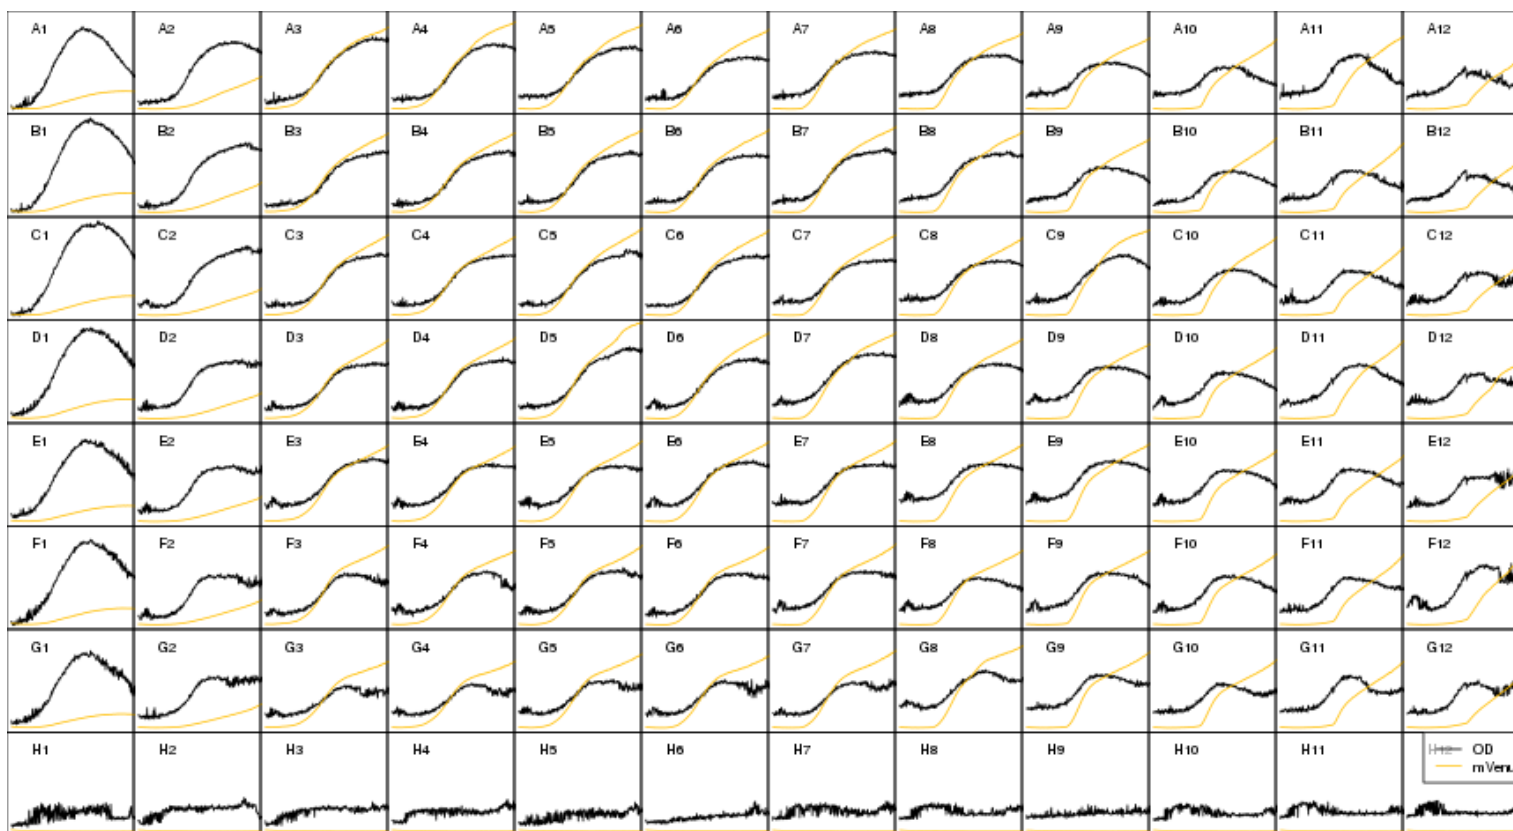 A1 A2 A3 A4 A5 A6 A7 A8 A9 A10 A11 A12
B1 B2 B3 B4 B5 B6 B7 B8 B9 B10 B11 B12
C1 C2 C3 C4 C5 C6 C7 C8 C9 C10 C11 C12
D1 D2 D3 D4 D5 D6 D7 D8 D9 D10 D11 D12
E1 E2 E3 E4 E5 E6 E7 E8 E9 E10 E11 E12
F1 F2 F3 F4 F5 F6 F7 F8 F9 F10 F11 F12
G1 G2 G3 G4 G5 G6 G7 G8 G9 G10 G11 G12
H1 H2 H3 H4 H5 H6 H7 H8 H9 H10 H11 H12 OD
mVenu